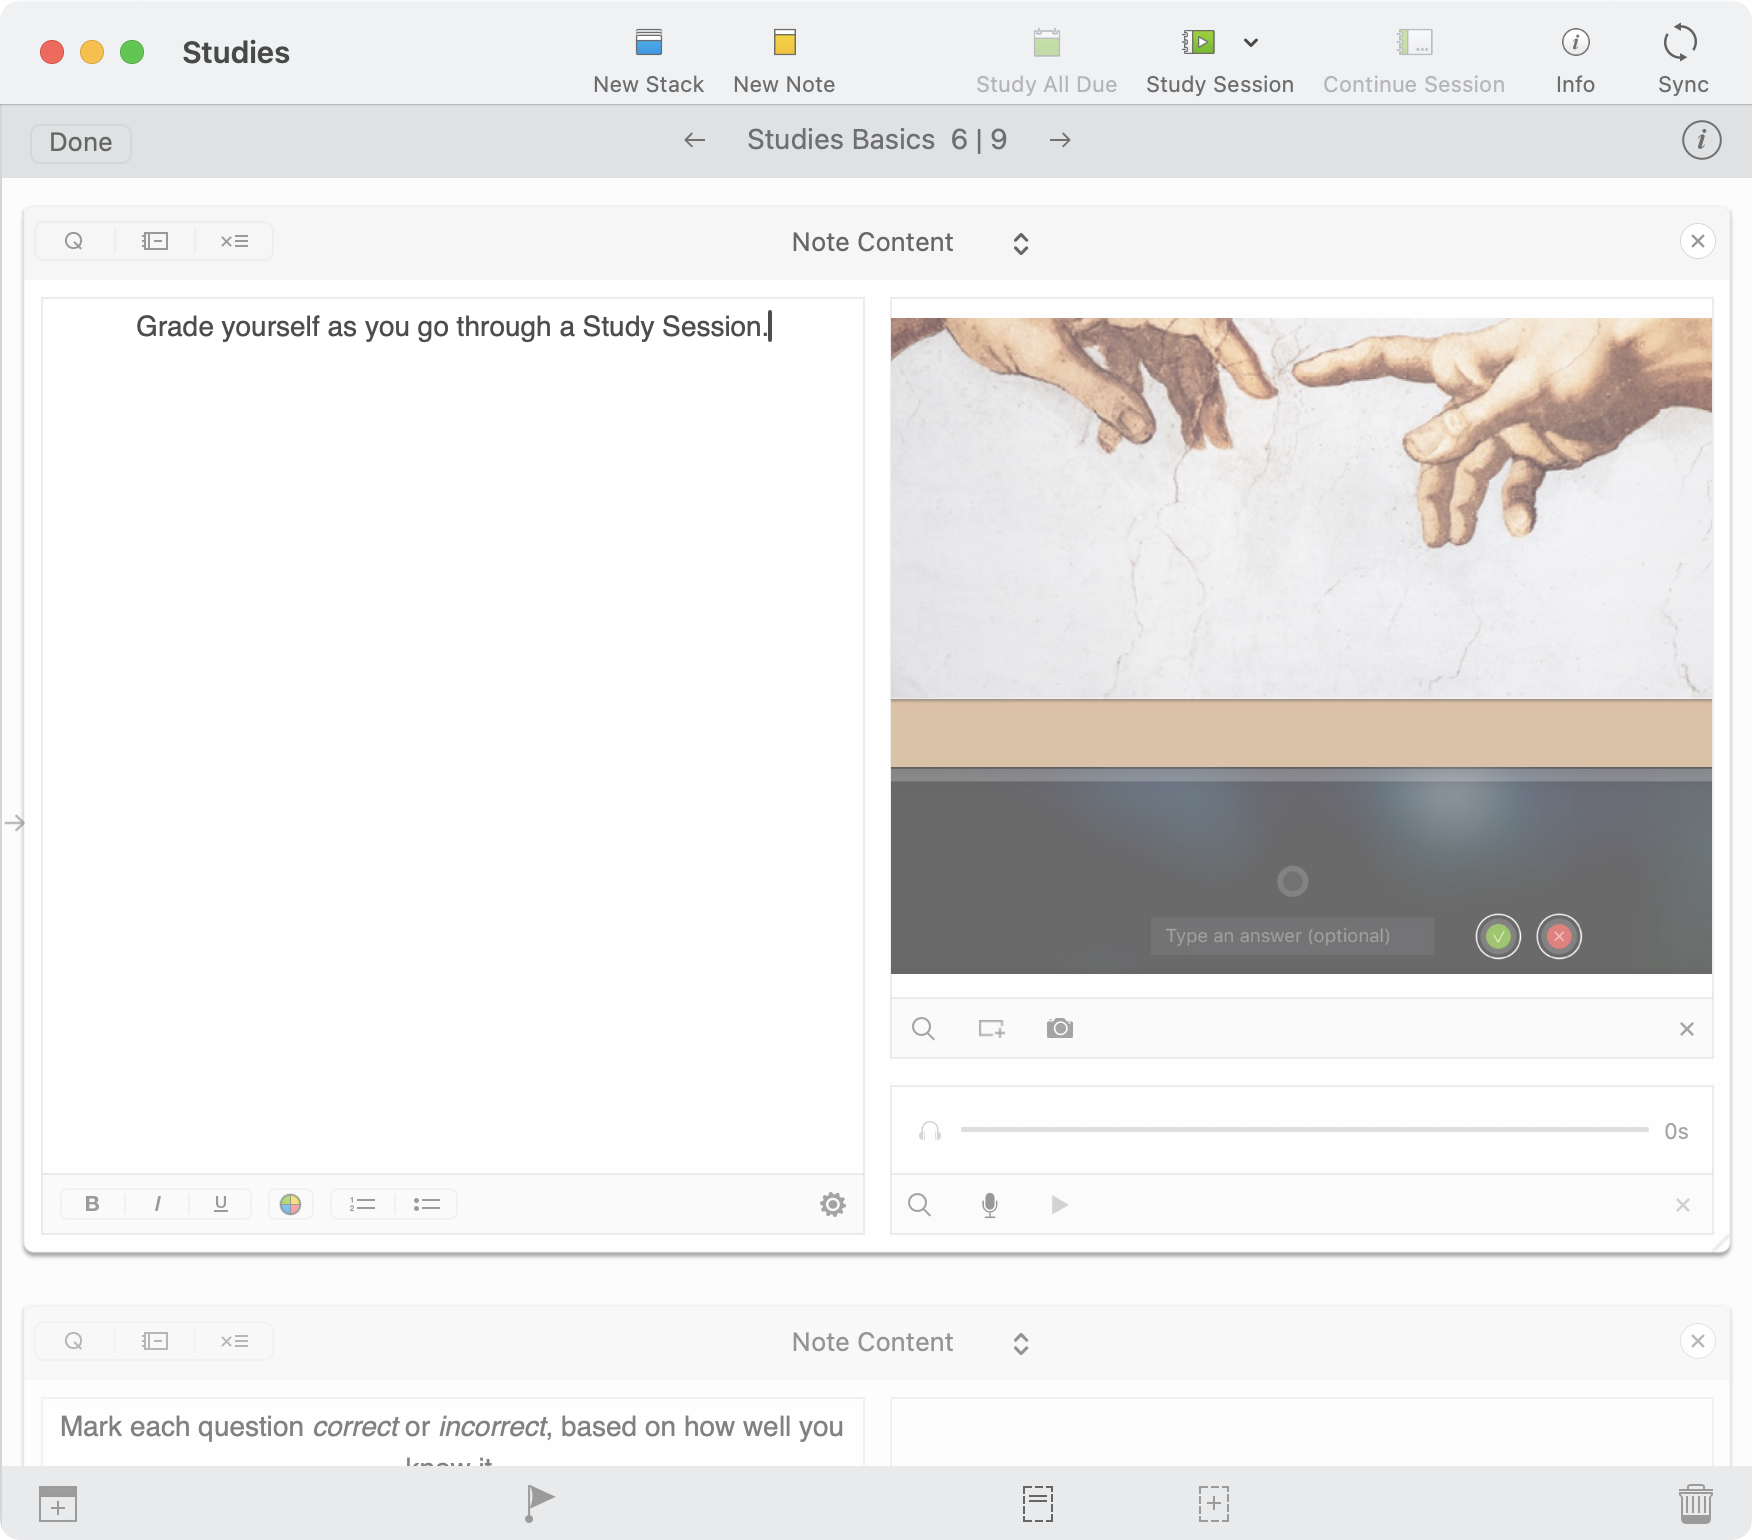 Studies
New Stack
New Note
Study All Due
Study Session
Continue Session
Info
Sync
Done
Studies Basics 6 | 9
Note Content
Grade yourself as you go through a Study Session.
Type an answer (optional)
0s
B I U
Note Content
Mark each question correct or incorrect, based on how well you
know it